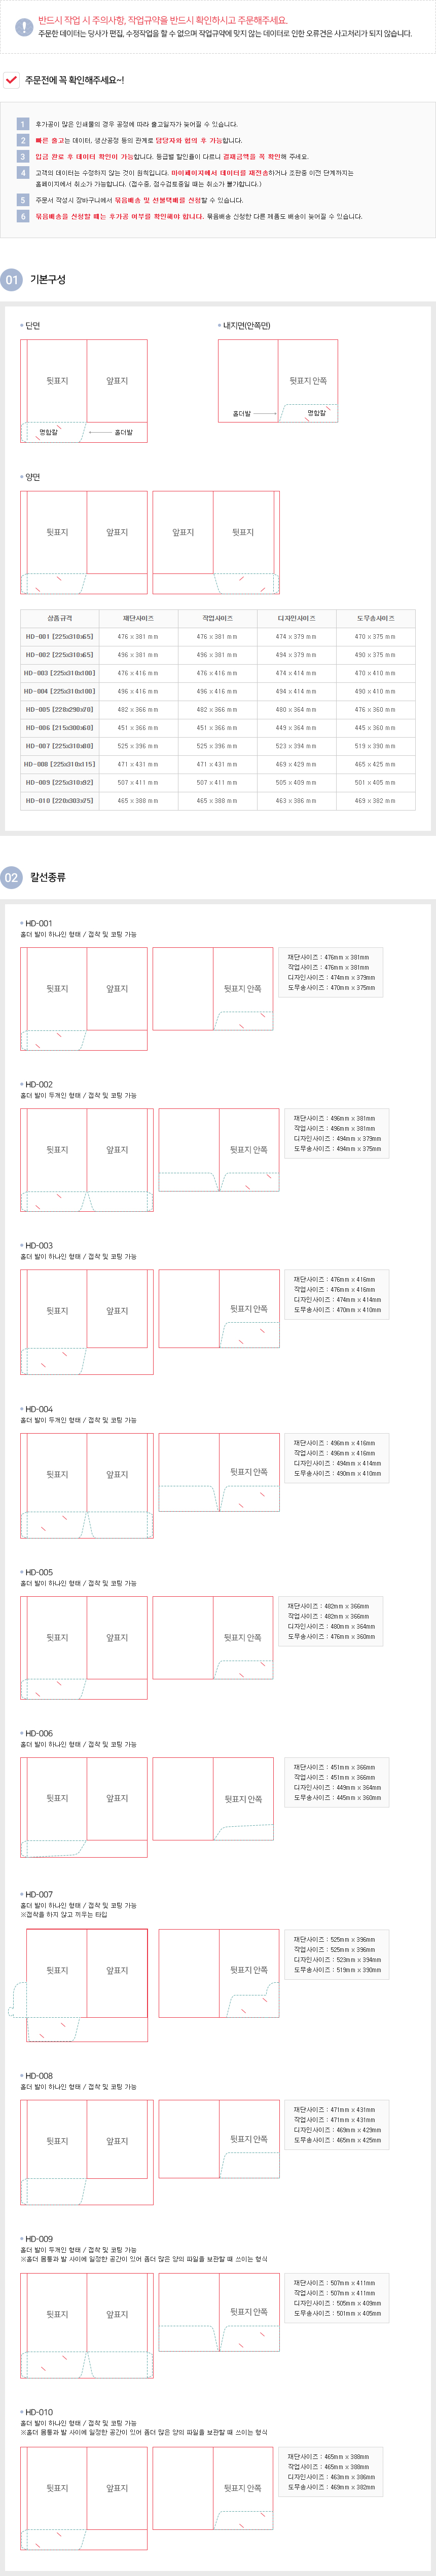 반드시 작업 시 주의사항, 작업규약을 반드시 확인하시고 주문해주세요.
주문한 데이터는 당사가 편집, 수정작업을 할 수 없으며 작업규약에 맞지 않는 데이터로 인한 오류건은 사고처리가 되지 않습니다.
주문전에 꼭 확인해주세요~!
1 후가공이 많은 인쇄물의 경우 공정에 따라 출고일자가 늦어질 수 있습니다.
2 빠른 출고는 데이터, 생산공정 등의 관계로 담당자와 협의 후 가능합니다.
3 입금 완료 후 데이터 확인이 가능합니다. 등급별 할인율이 다르니 결재금액을 꼭 확인해 주세요.
4 고객의 데이터는 수정하지 않는 것이 원칙입니다. 마이페이지에서 데이터를 재전송하거나 조판중 이전 단계까지는
홈페이지에서 취소가 가능합니다. (접수중, 접수검토중일 때는 취소가 불가합니다.)
5 주문서 작성시 장바구니에서 묶음배송 및 선불택배를 신청할 수 있습니다.
6 묶음배송을 신청할 때는 후가공 여부를 확인해야 합니다. 묶음배송 신청한 다른 제품도 배송이 늦어질 수 있습니다.
01 기본구성
단면 내지면(안쪽면)
뒷표지 앞표지 뒷표지 안쪽
명함칼 홀더발 홀더발 명함칼
양면
뒷표지 앞표지 앞표지 뒷표지
상품규격 재단사이즈 작업사이즈 디자인사이즈 도무송사이즈
HD-001 [225x310x65] 476 x 381 mm 476 x 381 mm 474 x 379 mm 470 x 375 mm
HD-002 [225x310x65] 496 x 381 mm 496 x 381 mm 494 x 379 mm 490 x 375 mm
HD-003 [225x310x100] 476 x 416 mm 476 x 416 mm 474 x 414 mm 470 x 410 mm
HD-004 [225x310x100] 496 x 416 mm 496 x 416 mm 494 x 414 mm 490 x 410 mm
HD-005 [228x290x70] 482 x 366 mm 482 x 366 mm 480 x 364 mm 476 x 360 mm
HD-006 [215x300x60] 451 x 366 mm 451 x 366 mm 449 x 364 mm 445 x 360 mm
HD-007 [225x310x80] 525 x 396 mm 525 x 396 mm 523 x 394 mm 519 x 390 mm
HD-008 [225x310x115] 471 x 431 mm 471 x 431 mm 469 x 429 mm 465 x 425 mm
HD-009 [225x310x92] 507 x 411 mm 507 x 411 mm 505 x 409 mm 501 x 405 mm
HD-010 [220x303x75] 465 x 388 mm 465 x 388 mm 463 x 386 mm 469 x 382 mm
02 칼선종류
HD-001
홀더 발이 하나인 형태 / 접착 및 코팅 가능
뒷표지 앞표지 뒷표지 안쪽
재단사이즈 : 476mm x 381mm
작업사이즈 : 476mm x 381mm
디자인사이즈 : 474mm x 379mm
도무송사이즈 : 470mm x 375mm
HD-002
홀더 발이 두개인 형태 / 접착 및 코팅 가능
뒷표지 앞표지 뒷표지 안쪽
재단사이즈 : 496mm x 381mm
작업사이즈 : 496mm x 381mm
디자인사이즈 : 494mm x 379mm
도무송사이즈 : 494mm x 375mm
HD-003
홀더 발이 하나인 형태 / 접착 및 코팅 가능
뒷표지 앞표지 뒷표지 안쪽
재단사이즈 : 476mm x 416mm
작업사이즈 : 476mm x 416mm
디자인사이즈 : 474mm x 414mm
도무송사이즈 : 470mm x 410mm
HD-004
홀더 발이 두개인 형태 / 접착 및 코팅 가능
뒷표지 앞표지 뒷표지 안쪽
재단사이즈 : 496mm x 416mm
작업사이즈 : 496mm x 416mm
디자인사이즈 : 494mm x 414mm
도무송사이즈 : 490mm x 410mm
HD-005
홀더 발이 하나인 형태 / 접착 및 코팅 가능
뒷표지 앞표지 뒷표지 안쪽
재단사이즈 : 482mm x 366mm
작업사이즈 : 482mm x 366mm
디자인사이즈 : 480mm x 364mm
도무송사이즈 : 476mm x 360mm
HD-006
홀더 발이 하나인 형태 / 접착 및 코팅 가능
뒷표지 앞표지 뒷표지 안쪽
재단사이즈 : 451mm x 366mm
작업사이즈 : 451mm x 366mm
디자인사이즈 : 449mm x 364mm
도무송사이즈 : 445mm x 360mm
HD-007
홀더 발이 하나인 형태 / 접착 및 코팅 가능
※접착을 하지 않고 끼우는 타입
뒷표지 앞표지 뒷표지 안쪽
재단사이즈 : 525mm x 396mm
작업사이즈 : 525mm x 396mm
디자인사이즈 : 523mm x 394mm
도무송사이즈 : 519mm x 390mm
HD-008
홀더 발이 하나인 형태 / 접착 및 코팅 가능
뒷표지 앞표지 뒷표지 안쪽
재단사이즈 : 471mm x 431mm
작업사이즈 : 471mm x 431mm
디자인사이즈 : 469mm x 429mm
도무송사이즈 : 465mm x 425mm
HD-009
홀더 발이 두개인 형태 / 접착 및 코팅 가능
※홀더 몸통과 발 사이에 일정한 공간이 있어 좀더 많은 양의 파일을 보관할 때 쓰이는 형식
뒷표지 앞표지 뒷표지 안쪽
재단사이즈 : 507mm x 411mm
작업사이즈 : 507mm x 411mm
디자인사이즈 : 505mm x 409mm
도무송사이즈 : 501mm x 405mm
HD-010
홀더 발이 하나인 형태 / 접착 및 코팅 가능
※홀더 몸통과 발 사이에 일정한 공간이 있어 좀더 많은 양의 파일을 보관할 때 쓰이는 형식
뒷표지 앞표지 뒷표지 안쪽
재단사이즈 : 465mm x 388mm
작업사이즈 : 465mm x 388mm
디자인사이즈 : 463mm x 386mm
도무송사이즈 : 469mm x 382mm